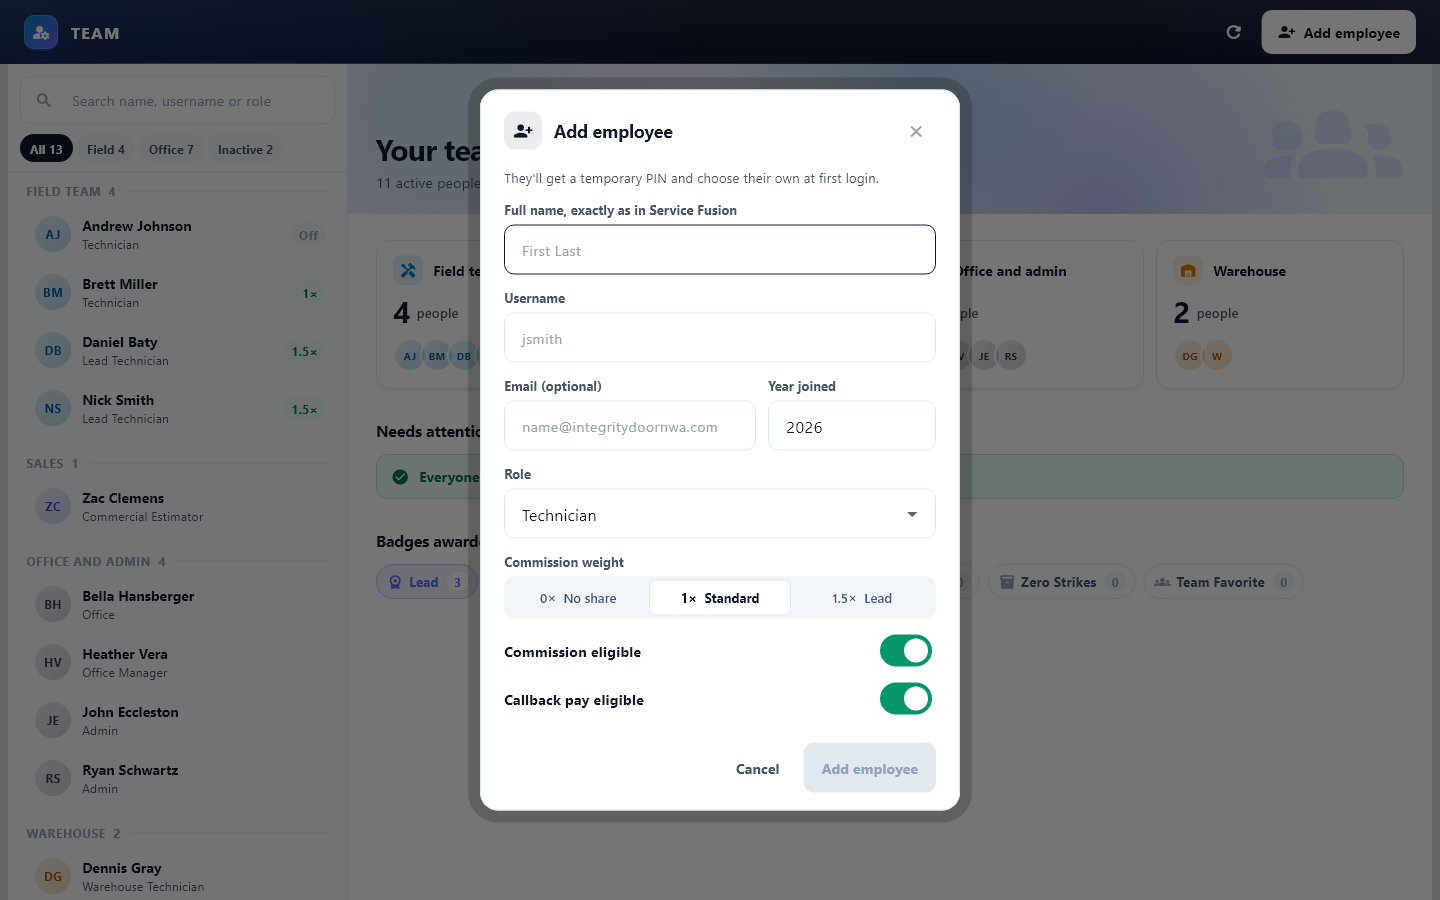 TEAM
Add employee
Search name, username or role
All 13
Field 4
Office 7
Inactive 2
FIELD TEAM 4
AJ
Andrew Johnson
Technician
Off
BM
Brett Miller
Technician
1×
DB
Daniel Baty
Lead Technician
1.5×
NS
Nick Smith
Lead Technician
1.5×
SALES 1
ZC
Zac Clemens
Commercial Estimator
OFFICE AND ADMIN 4
BH
Bella Hansberger
Office
HV
Heather Vera
Office Manager
JE
John Eccleston
Admin
RS
Ryan Schwartz
Admin
WAREHOUSE 2
DG
Dennis Gray
Warehouse Technician
Your
11 active people
Field
4 people
AJ BM DB
and admin
JE RS
Warehouse
2 people
DG W
Needs
Everyone
Badges
Lead 3
Zero Strikes 0
Team Favorite 0
Add employee
They'll get a temporary PIN and choose their own at first login.
Full name, exactly as in Service Fusion
First Last
Username
jsmith
Email (optional)
name@integritydoornwa.com
Year joined
2026
Role
Technician
Commission weight
0× No share
1× Standard
1.5× Lead
Commission eligible
Callback pay eligible
Cancel
Add employee